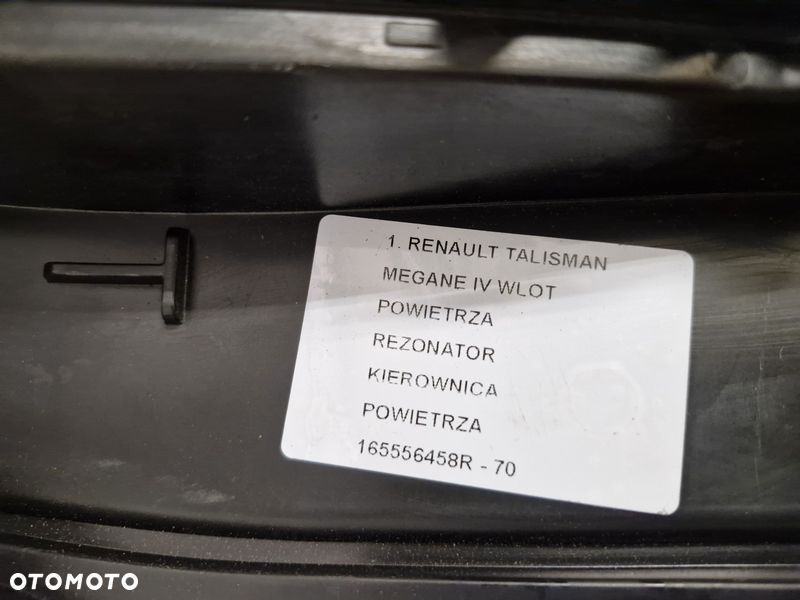 1. RENAULT TALISMAN
MEGANE IV WLOT
POWIETRZA
REZONATOR
KIEROWNICA
POWIETRZA
165556458R - 70
OTOMOTO